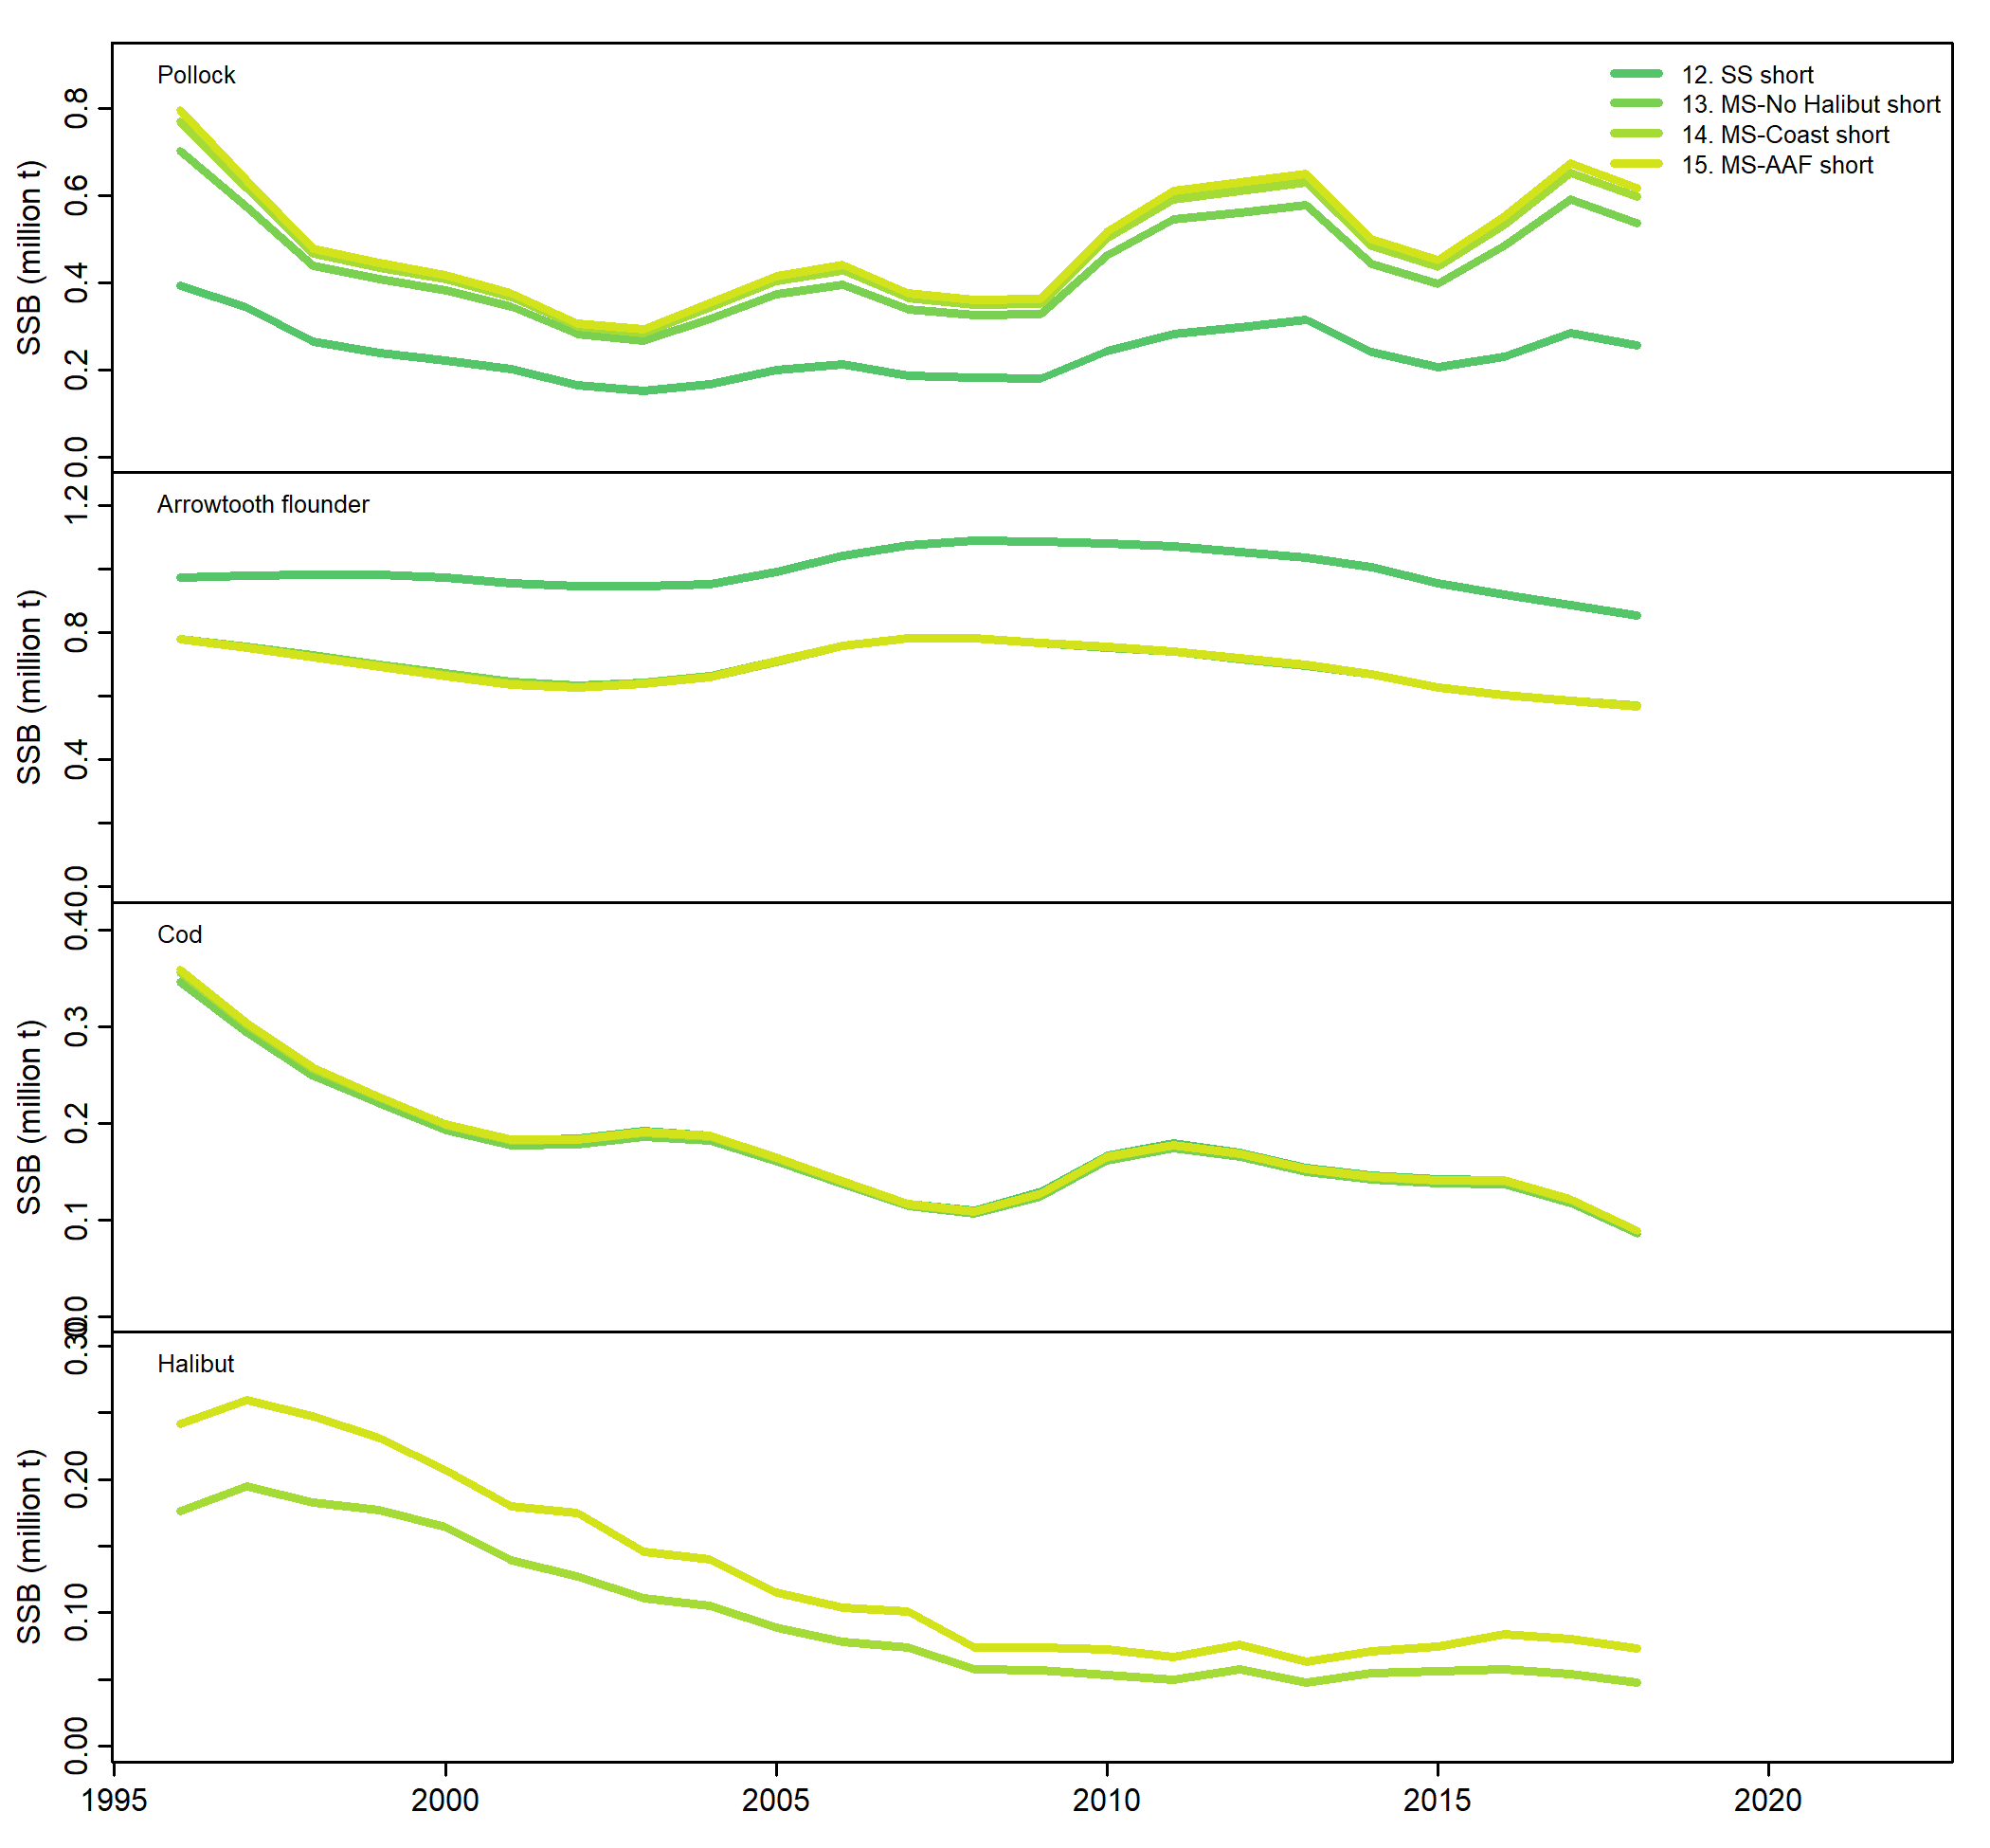 Pollock
12. SS short
13. MS-No Halibut short
14. MS-Coast short
15. MS-AAF short
SSB (million t)
0.8
0.6
0.4
0.2
0.0
Arrowtooth flounder
SSB (million t)
1.2
0.8
0.4
0.0
Cod
SSB (million t)
0.4
0.3
0.2
0.1
0.0
Halibut
SSB (million t)
0.30
0.20
0.10
0.00
1995 2000 2005 2010 2015 2020